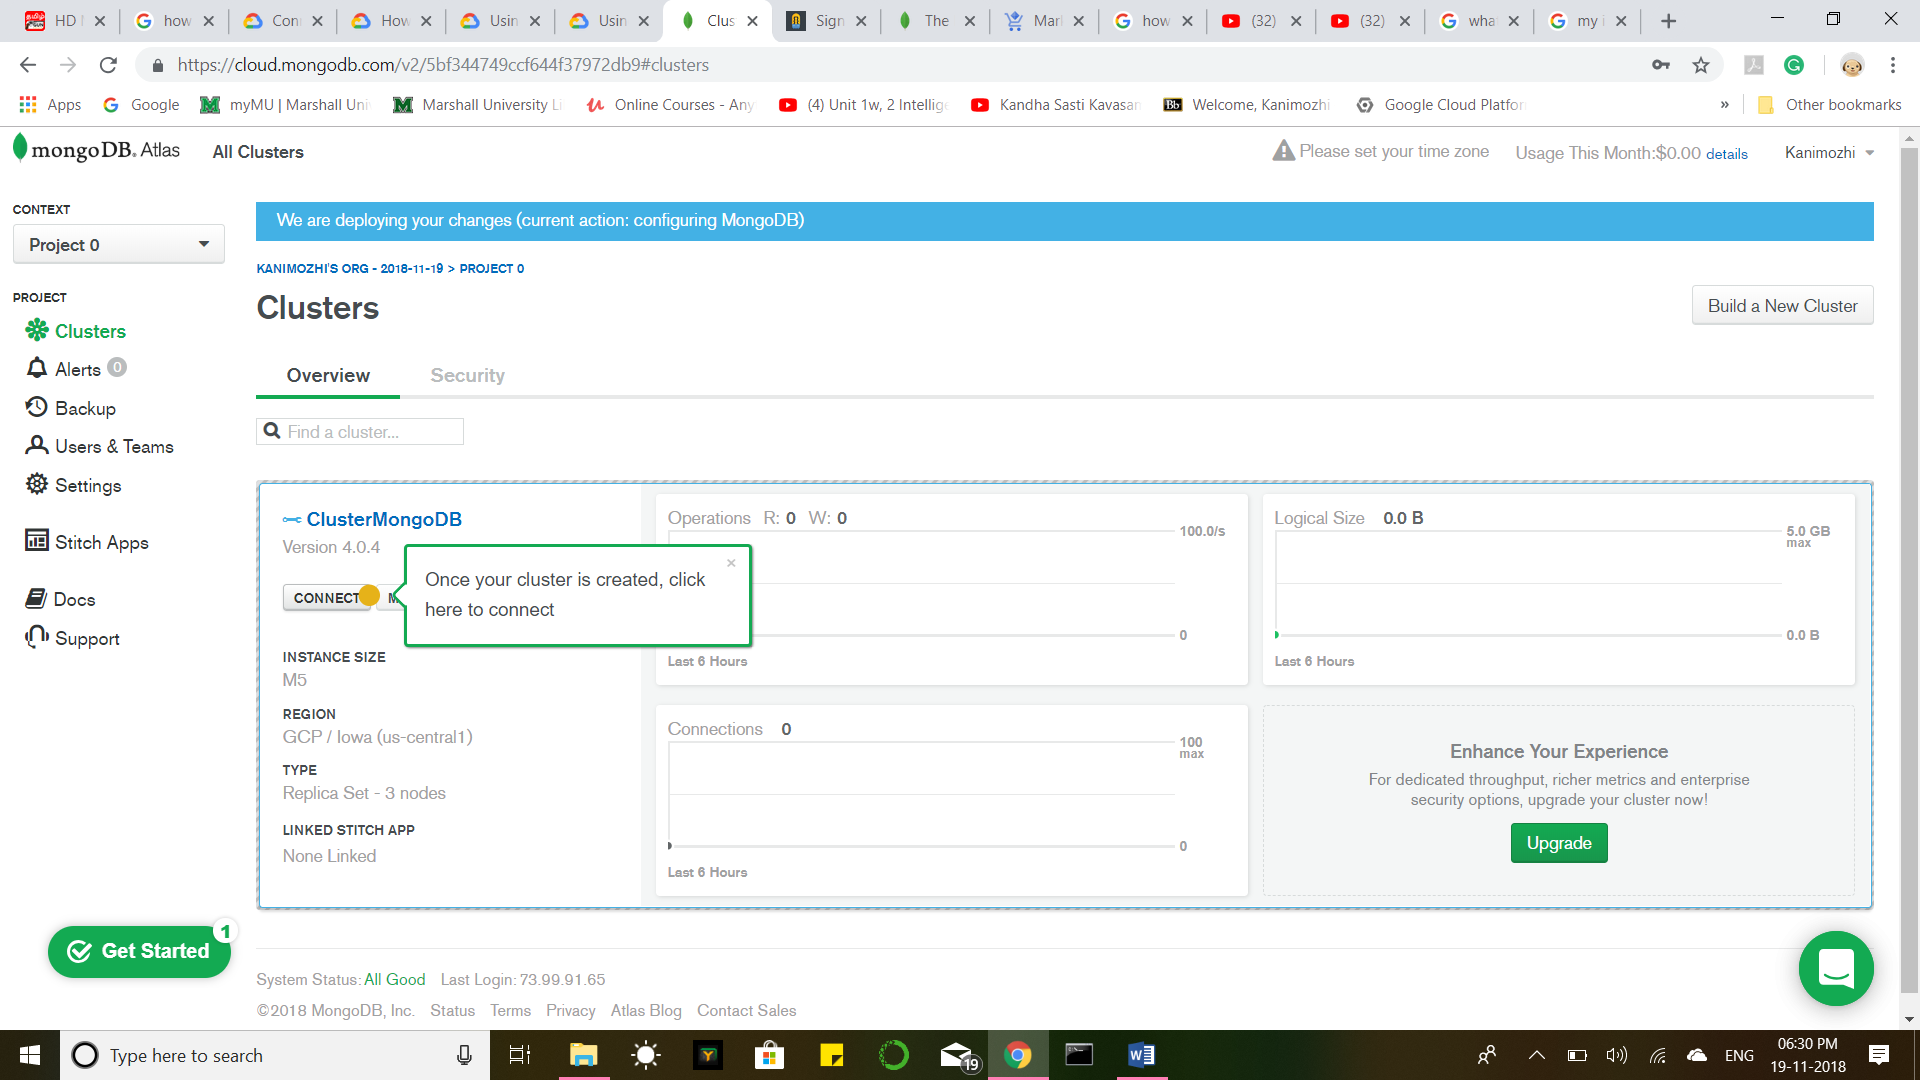 HD
how
Con
How
Usin
Usin
Clus
Sign
The
Mar
how
(32)
(32)
wha
my i
https://cloud.mongodb.com/v2/5bf344749ccf644f37972db9#clusters
Apps Google myMU | Marshall Uni Marshall University Li Online Courses - Any (4) Unit 1w, 2 Intellige Kandha Sasti Kavasam Bb Welcome, Kanimozhi Google Cloud Platfor » Other bookmarks
mongoDB. Atlas All Clusters Please set your time zone Usage This Month:$0.00 details Kanimozhi
CONTEXT
Project 0
PROJECT
Clusters
Alerts 0
Backup
Users & Teams
Settings
Stitch Apps
Docs
Support
We are deploying your changes (current action: configuring MongoDB)
KANIMOZHI'S ORG - 2018-11-19 > PROJECT 0
Clusters
Build a New Cluster
Overview Security
Find a cluster...
ClusterMongoDB
Version 4.0.4
CONNECT
Once your cluster is created, click
here to connect
×
INSTANCE SIZE
M5
REGION
GCP / Iowa (us-central1)
TYPE
Replica Set - 3 nodes
LINKED STITCH APP
None Linked
Operations R: 0 W: 0
100.0/s
0
Last 6 Hours
Logical Size 0.0 B
5.0 GB
max
0.0 B
Last 6 Hours
Connections 0
100
max
0
Last 6 Hours
Enhance Your Experience
For dedicated throughput, richer metrics and enterprise
security options, upgrade your cluster now!
Upgrade
Get Started 1
System Status: All Good Last Login: 73.99.91.65
©2018 MongoDB, Inc. Status Terms Privacy Atlas Blog Contact Sales
Type here to search
19
ENG
06:30 PM
19-11-2018